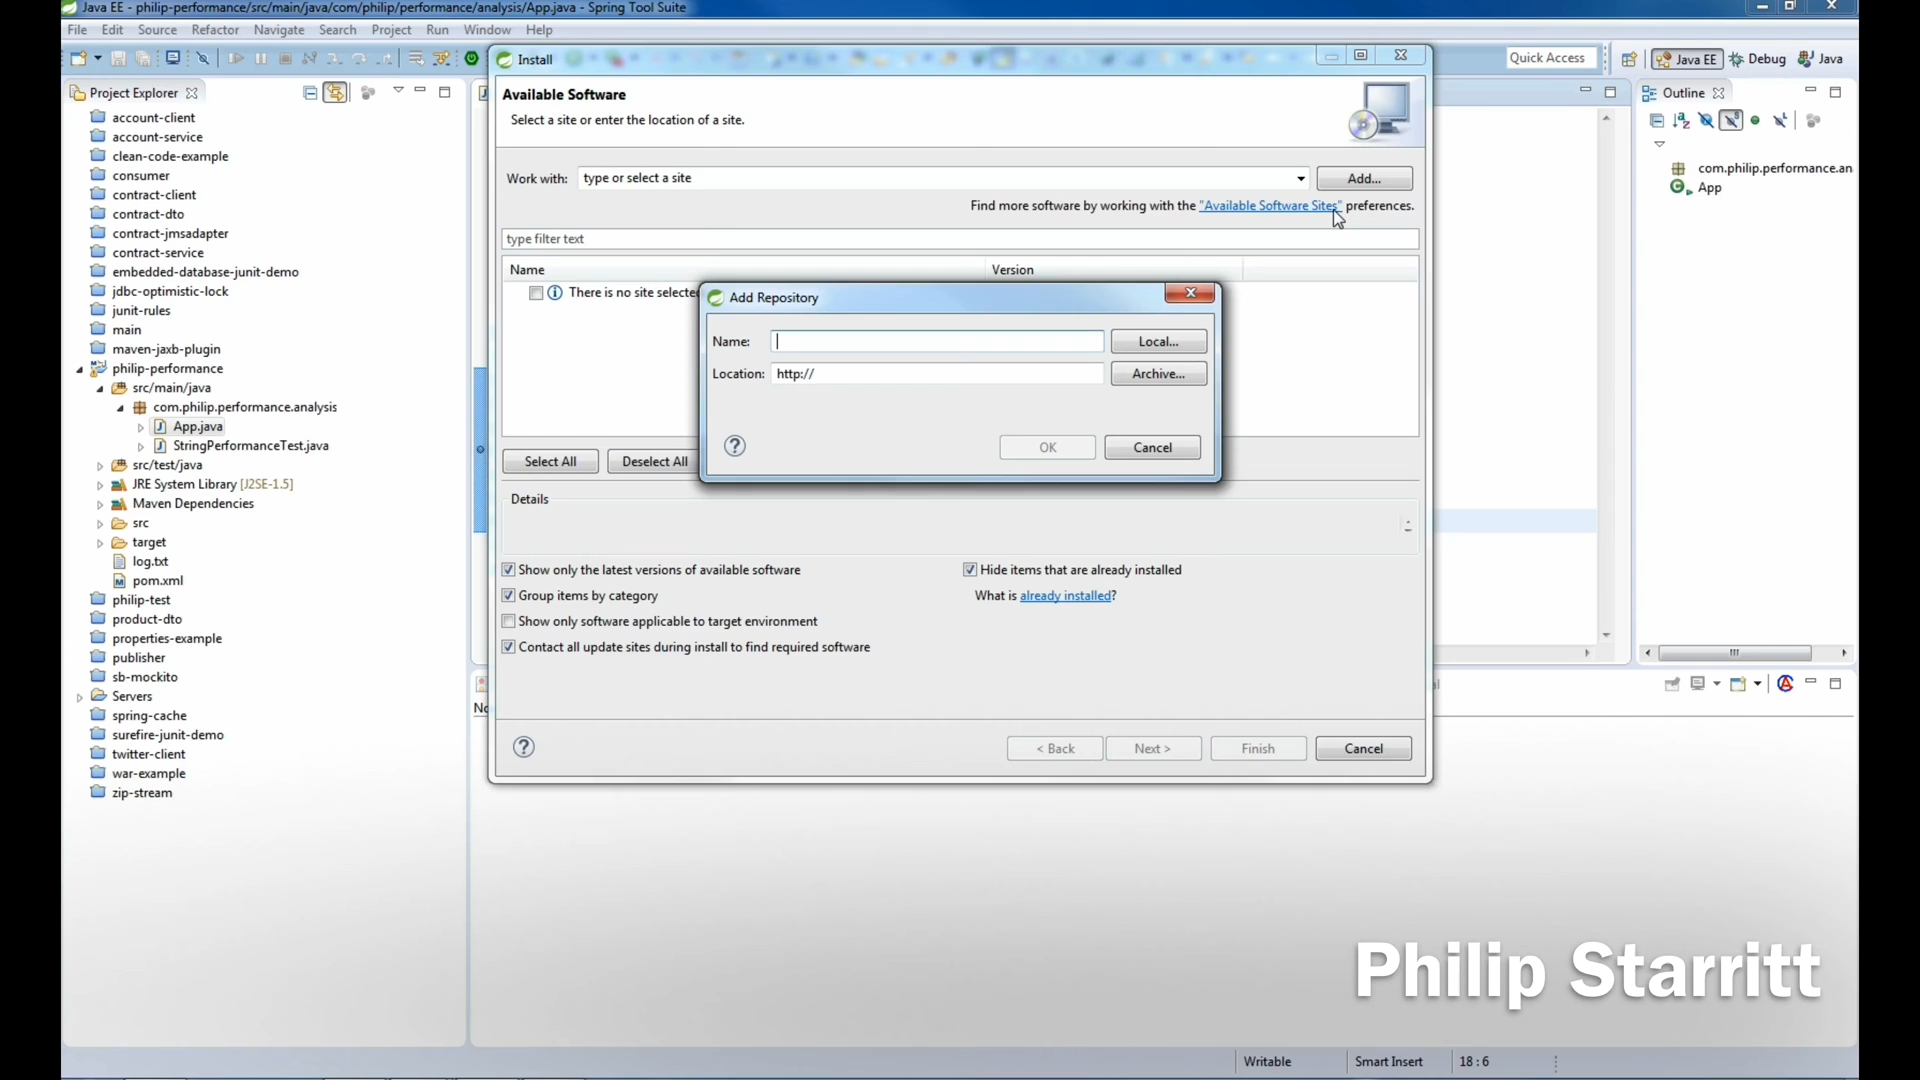 Java EE - philip-performance/src/main/java/com/philip/performance/analysis/App.java - Spring Tool Suite
File Edit Source Refactor Navigate Search Project Run Window Help
Quick Access
Java EE
Debug
Java
Project Explorer
account-client
account-service
clean-code-example
consumer
contract-client
contract-dto
contract-jmsadapter
contract-service
embedded-database-junit-demo
jdbc-optimistic-lock
junit-rules
main
maven-jaxb-plugin
philip-performance
src/main/java
com.philip.performance.analysis
App.java
StringPerformanceTest.java
src/test/java
JRE System Library [J2SE-1.5]
Maven Dependencies
src
target
log.txt
pom.xml
philip-test
product-dto
properties-example
publisher
sb-mockito
Servers
spring-cache
surefire-junit-demo
twitter-client
war-example
zip-stream
Install
Available Software
Select a site or enter the location of a site.
Work with: type or select a site Add...
Find more software by working with the "Available Software Sites" preferences.
type filter text
Name Version
There is no site selected
Add Repository
Name: Local...
Location: http:// Archive...
OK Cancel
Select All Deselect All
Details
Show only the latest versions of available software
Hide items that are already installed
Group items by category
What is already installed?
Show only software applicable to target environment
Contact all update sites during install to find required software
< Back Next > Finish Cancel
Outline
com.philip.performance.an
App
Philip Starritt
Writable Smart Insert 18 : 6